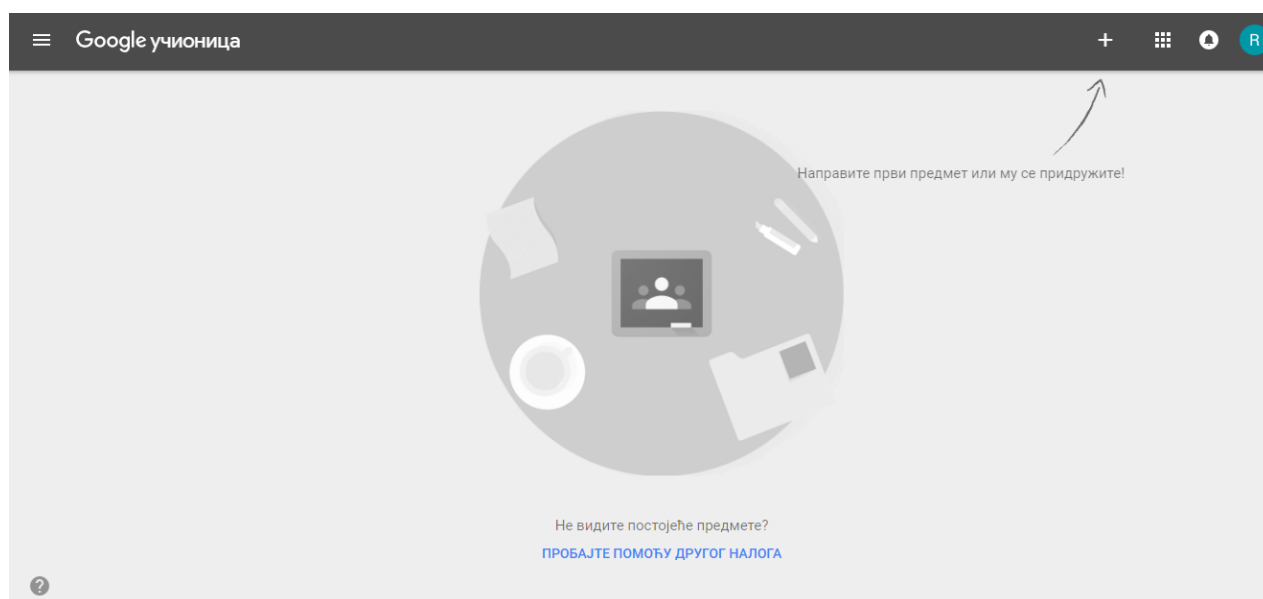 Google учионица
R
Направите први предмет или му се придружите!
Не видите постојеће предмете?
ПРОБАЈТЕ ПОМОЋУ ДРУГОГ НАЛОГА
?